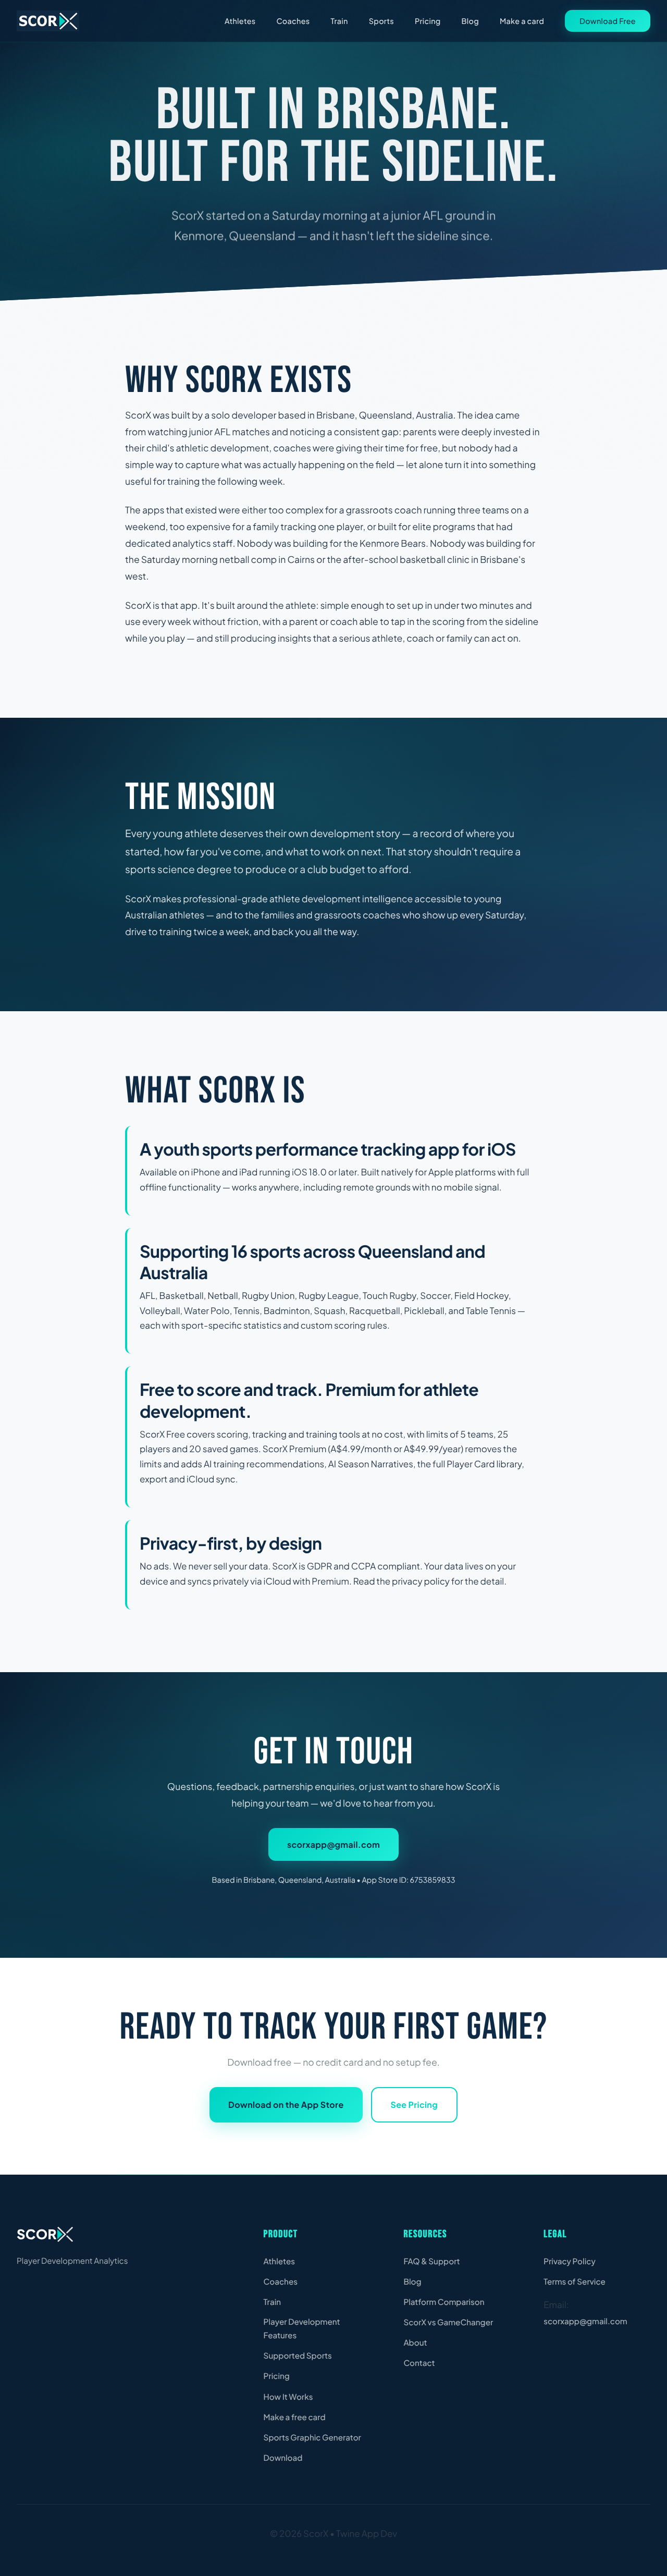 SCORX
Athletes
Coaches
Train
Sports
Pricing
Blog
Make a card
Download Free
BUILT IN BRISBANE.
BUILT FOR THE SIDELINE.
ScorX started on a Saturday morning at a junior AFL ground in
Kenmore, Queensland — and it hasn't left the sideline since.
WHY SCORX EXISTS
ScorX was built by a solo developer based in Brisbane, Queensland, Australia. The idea came
from watching junior AFL matches and noticing a consistent gap: parents were deeply invested in
their child's athletic development, coaches were giving their time for free, but nobody had a
simple way to capture what was actually happening on the field — let alone turn it into something
useful for training the following week.
The apps that existed were either too complex for a grassroots coach running three teams on a
weekend, too expensive for a family tracking one player, or built for elite programs that had
dedicated analytics staff. Nobody was building for the Kenmore Bears. Nobody was building for
the Saturday morning netball comp in Cairns or the after-school basketball clinic in Brisbane's
west.
ScorX is that app. It's built around the athlete: simple enough to set up in under two minutes and
use every week without friction, with a parent or coach able to tap in the scoring from the sideline
while you play — and still producing insights that a serious athlete, coach or family can act on.
THE MISSION
Every young athlete deserves their own development story — a record of where you
started, how far you've come, and what to work on next. That story shouldn't require a
sports science degree to produce or a club budget to afford.
ScorX makes professional-grade athlete development intelligence accessible to young
Australian athletes — and to the families and grassroots coaches who show up every Saturday,
drive to training twice a week, and back you all the way.
WHAT SCORX IS
A youth sports performance tracking app for iOS
Available on iPhone and iPad running iOS 18.0 or later. Built natively for Apple platforms with full
offline functionality — works anywhere, including remote grounds with no mobile signal.
Supporting 16 sports across Queensland and
Australia
AFL, Basketball, Netball, Rugby Union, Rugby League, Touch Rugby, Soccer, Field Hockey,
Volleyball, Water Polo, Tennis, Badminton, Squash, Racquetball, Pickleball, and Table Tennis —
each with sport-specific statistics and custom scoring rules.
Free to score and track. Premium for athlete
development.
ScorX Free covers scoring, tracking and training tools at no cost, with limits of 5 teams, 25
players and 20 saved games. ScorX Premium (A$4.99/month or A$49.99/year) removes the
limits and adds AI training recommendations, AI Season Narratives, the full Player Card library,
export and iCloud sync.
Privacy-first, by design
No ads. We never sell your data. ScorX is GDPR and CCPA compliant. Your data lives on your
device and syncs privately via iCloud with Premium. Read the privacy policy for the detail.
GET IN TOUCH
Questions, feedback, partnership enquiries, or just want to share how ScorX is
helping your team — we'd love to hear from you.
scorxapp@gmail.com
Based in Brisbane, Queensland, Australia • App Store ID: 6753859833
READY TO TRACK YOUR FIRST GAME?
Download free — no credit card and no setup fee.
Download on the App Store
See Pricing
SCORX
Player Development Analytics
PRODUCT
Athletes
Coaches
Train
Player Development
Features
Supported Sports
Pricing
How It Works
Make a free card
Sports Graphic Generator
Download
RESOURCES
FAQ & Support
Blog
Platform Comparison
ScorX vs GameChanger
About
Contact
LEGAL
Privacy Policy
Terms of Service
Email:
scorxapp@gmail.com
© 2026 ScorX • Twine App Dev